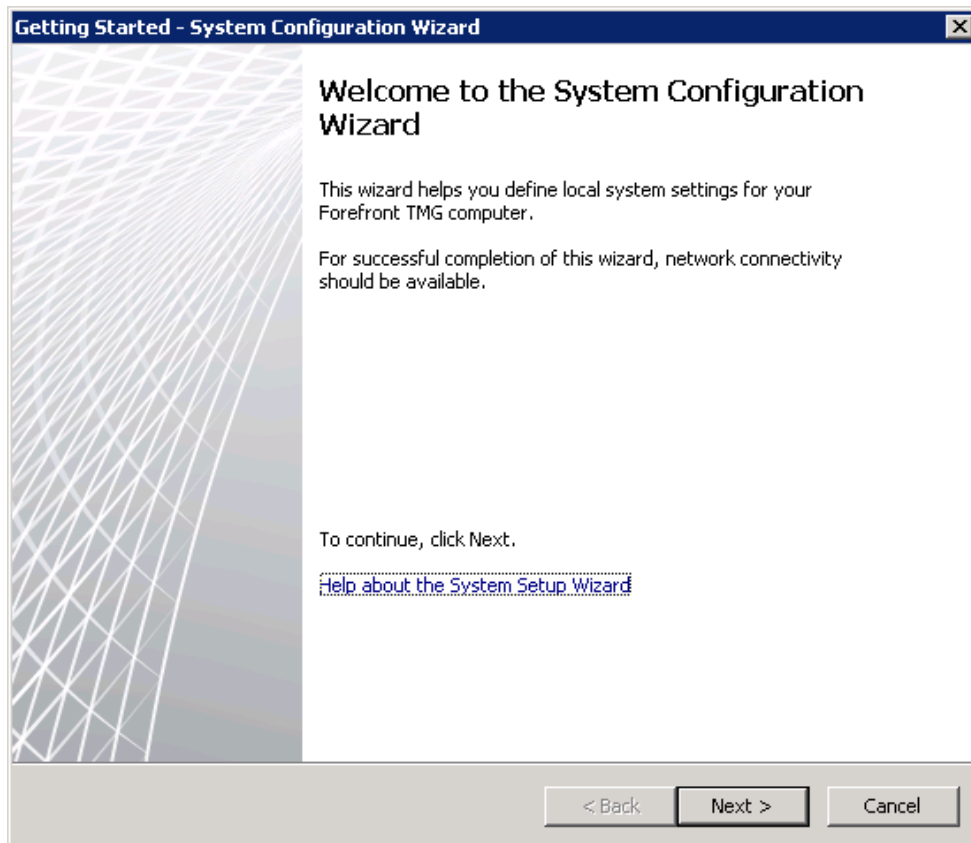 Getting Started - System Configuration Wizard
Welcome to the System Configuration
Wizard
This wizard helps you define local system settings for your
Forefront TMG computer.
For successful completion of this wizard, network connectivity
should be available.
To continue, click Next.
Help about the System Setup Wizard
< Back
Next >
Cancel